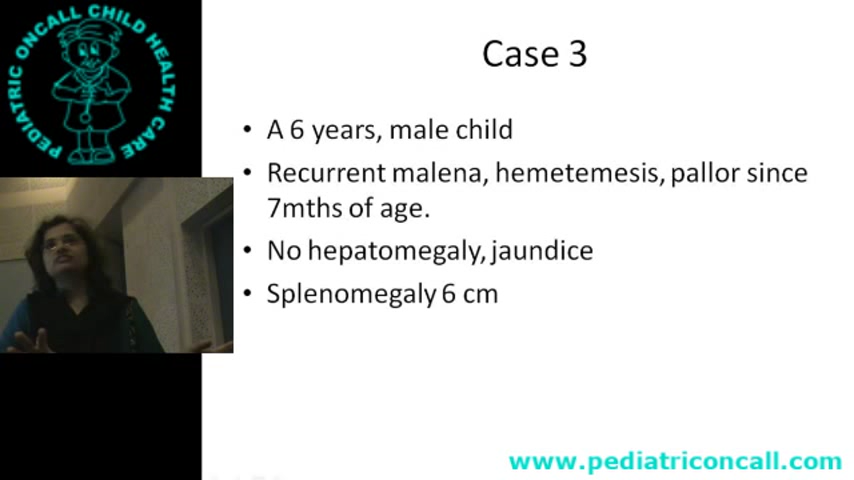 PEDIATRIC ONCALL CHILD HEALTH CARE
Case 3
• A 6 years, male child
• Recurrent malena, hemetemesis, pallor since
7mths of age.
• No hepatomegaly, jaundice
• Splenomegaly 6 cm
www.pediatriconcall.com